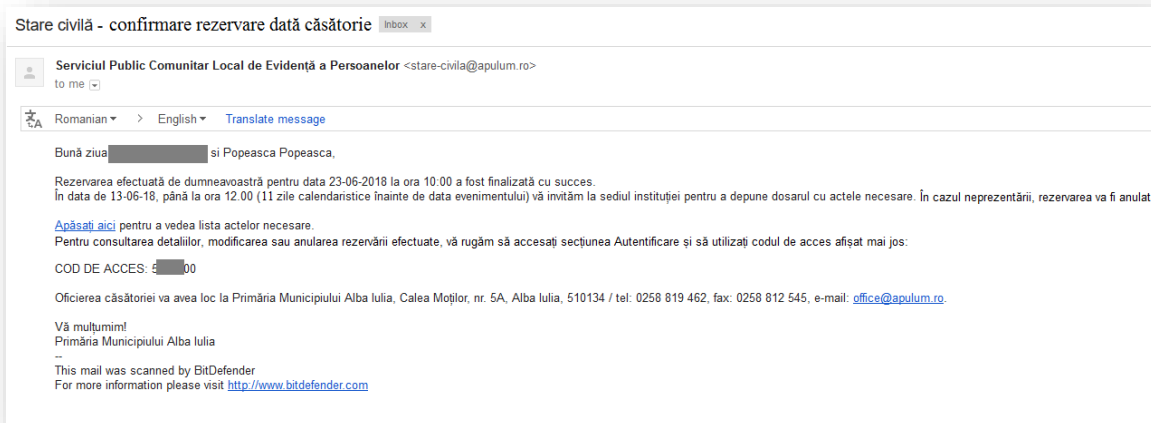 Stare civilă - confirmare rezervare dată căsătorie Inbox x
Serviciul Public Comunitar Local de Evidență a Persoanelor <stare-civila@apulum.ro>
to me
Romanian > English Translate message
Bună ziua si Popeasca Popeasca,
Rezervarea efectuată de dumneavoastră pentru data 23-06-2018 la ora 10:00 a fost finalizată cu succes.
În data de 13-06-18, până la ora 12.00 (11 zile calendaristice înainte de data evenimentului) vă invităm la sediul instituției pentru a depune dosarul cu actele necesare. În cazul neprezentării, rezervarea va fi anulat
Apăsați aici pentru a vedea lista actelor necesare.
Pentru consultarea detaliilor, modificarea sau anularea rezervării efectuate, vă rugăm să accesați secțiunea Autentificare și să utilizați codul de acces afișat mai jos:
COD DE ACCES: 5 00
Oficierea căsătoriei va avea loc la Primăria Municipiului Alba Iulia, Calea Moților, nr. 5A, Alba Iulia, 510134 / tel: 0258 819 462, fax: 0258 812 545, e-mail: office@apulum.ro.
Vă mulțumim!
Primăria Municipiului Alba Iulia
--
This mail was scanned by BitDefender
For more information please visit http://www.bitdefender.com